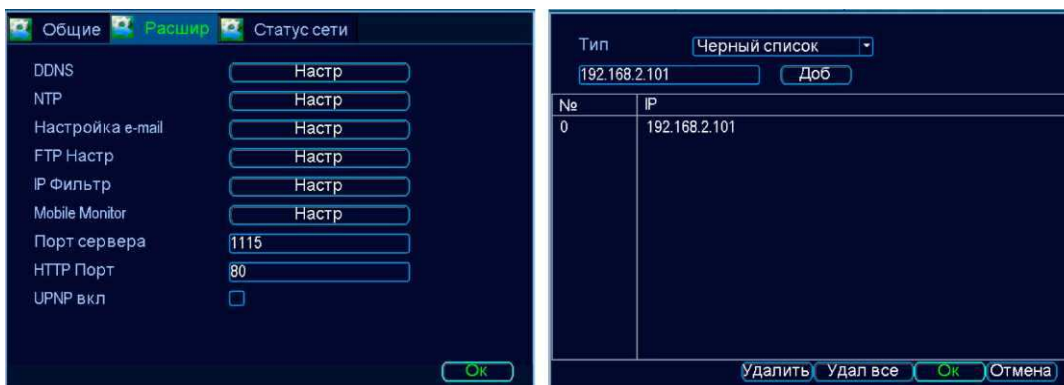 Общие Расшир Статус сети
DDNS Настр
NTP Настр
Настройка e-mail Настр
FTP Настр Настр
IP Фильтр Настр
Mobile Monitor Настр
Порт сервера 1115
HTTP Порт 80
UPNP вкл
Ок
Тип Черный список
192.168.2.101 Доб
№ IP
0 192.168.2.101
Удалить Удал все Ок Отмена